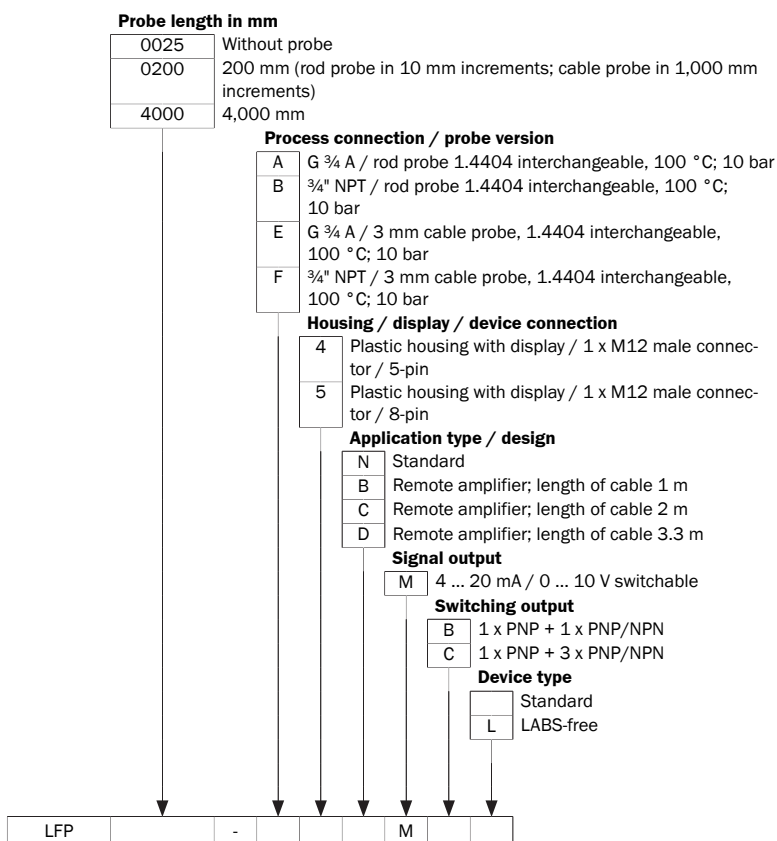 Probe length in mm
0025 Without probe
0200 200 mm (rod probe in 10 mm increments; cable probe in 1,000 mm
increments)
4000 4,000 mm
Process connection / probe version
A G ¾ A / rod probe 1.4404 interchangeable, 100 °C; 10 bar
B ¾" NPT / rod probe 1.4404 interchangeable, 100 °C;
10 bar
E G ¾ A / 3 mm cable probe, 1.4404 interchangeable,
100 °C; 10 bar
F ¾" NPT / 3 mm cable probe, 1.4404 interchangeable,
100 °C; 10 bar
Housing / display / device connection
4 Plastic housing with display / 1 x M12 male connec-
tor / 5-pin
5 Plastic housing with display / 1 x M12 male connec-
tor / 8-pin
Application type / design
N Standard
B Remote amplifier; length of cable 1 m
C Remote amplifier; length of cable 2 m
D Remote amplifier; length of cable 3.3 m
Signal output
M 4 ... 20 mA / 0 ... 10 V switchable
Switching output
B 1 x PNP + 1 x PNP/NPN
C 1 x PNP + 3 x PNP/NPN
Device type
Standard
L LABS-free
LFP - M